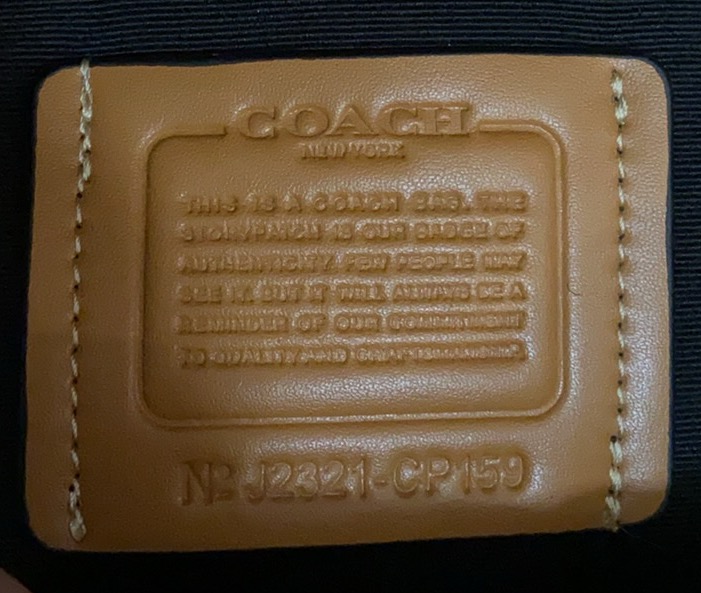 COACH
NEW YORK
THIS IS A COACH BAG. THE
STORYPATCH IS OUR BADGE OF
AUTHENTICITY. FEW PEOPLE MAY
SEE IT. BUT IT WILL ALWAYS BE A
REMINDER OF OUR COMMITMENT
TO QUALITY AND CRAFTSMANSHIP.
Nº J2321-CP159